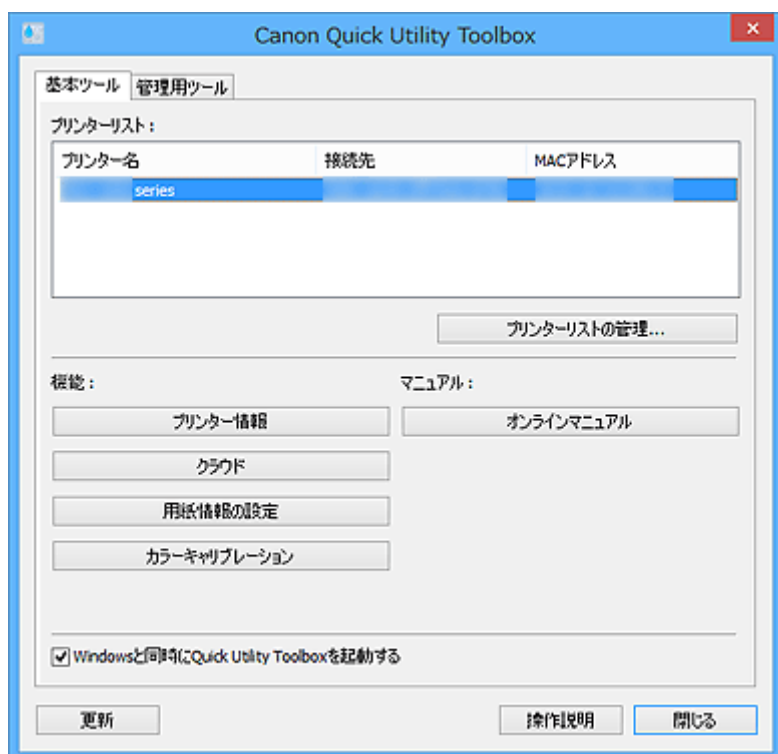 Canon Quick Utility Toolbox
基本ツール 管理用ツール
プリンターリスト：
プリンター名 接続先 MACアドレス
series
プリンターリストの管理...
機能： マニュアル：
プリンター情報 オンラインマニュアル
クラウド
用紙情報の設定
カラーキャリブレーション
Windowsと同時にQuick Utility Toolboxを起動する
更新 操作説明 閉じる